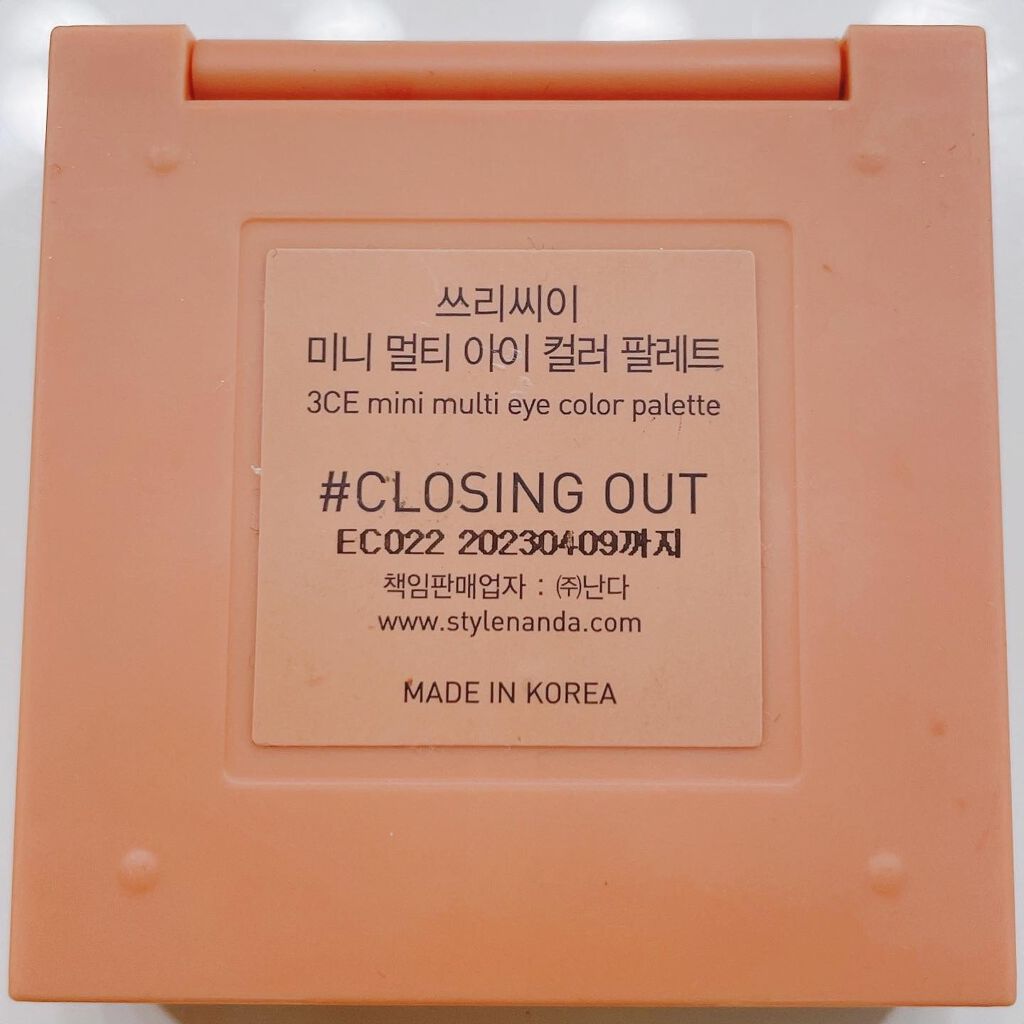 쓰리씨이
미니 멀티 아이 컬러 팔레트
3CE mini multi eye color palette
#CLOSING OUT
EC022 20230409까지
책임판매업자 : ㈜난다
www.stylenanda.com
MADE IN KOREA